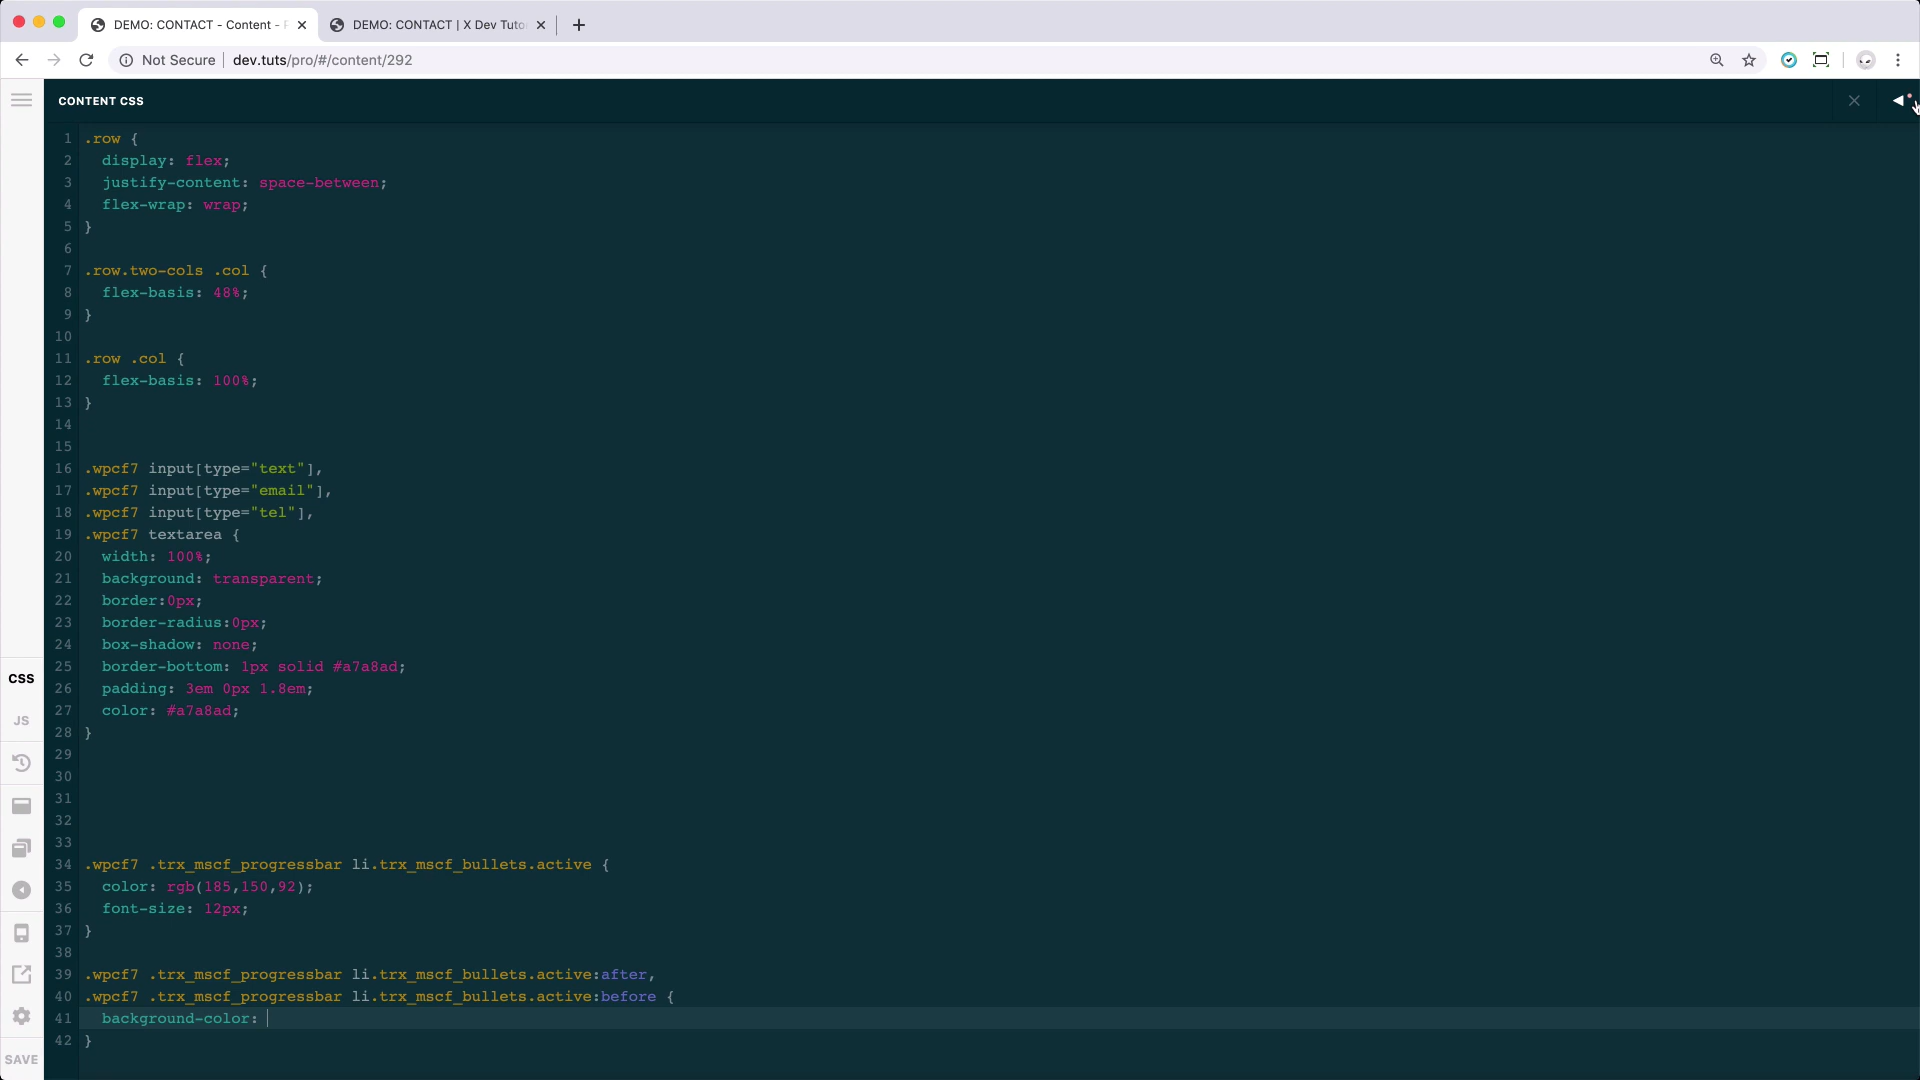 DEMO: CONTACT - Content -
DEMO: CONTACT | X Dev Tuto
Not Secure
dev.tuts/pro/#/content/292
CONTENT CSS
1 .row {
2 display: flex;
3 justify-content: space-between;
4 flex-wrap: wrap;
5 }
6
7 .row.two-cols .col {
8 flex-basis: 48%;
9 }
10
11 .row .col {
12 flex-basis: 100%;
13 }
14
15
16 .wpcf7 input[type="text"],
17 .wpcf7 input[type="email"],
18 .wpcf7 input[type="tel"],
19 .wpcf7 textarea {
20 width: 100%;
21 background: transparent;
22 border:0px;
23 border-radius:0px;
24 box-shadow: none;
25 border-bottom: 1px solid #a7a8ad;
26 padding: 3em 0px 1.8em;
27 color: #a7a8ad;
28 }
29
30
31
32
33
34 .wpcf7 .trx_mscf_progressbar li.trx_mscf_bullets.active {
35 color: rgb(185,150,92);
36 font-size: 12px;
37 }
38
39 .wpcf7 .trx_mscf_progressbar li.trx_mscf_bullets.active:after,
40 .wpcf7 .trx_mscf_progressbar li.trx_mscf_bullets.active:before {
41 background-color:
42 }
CSS
JS
SAVE